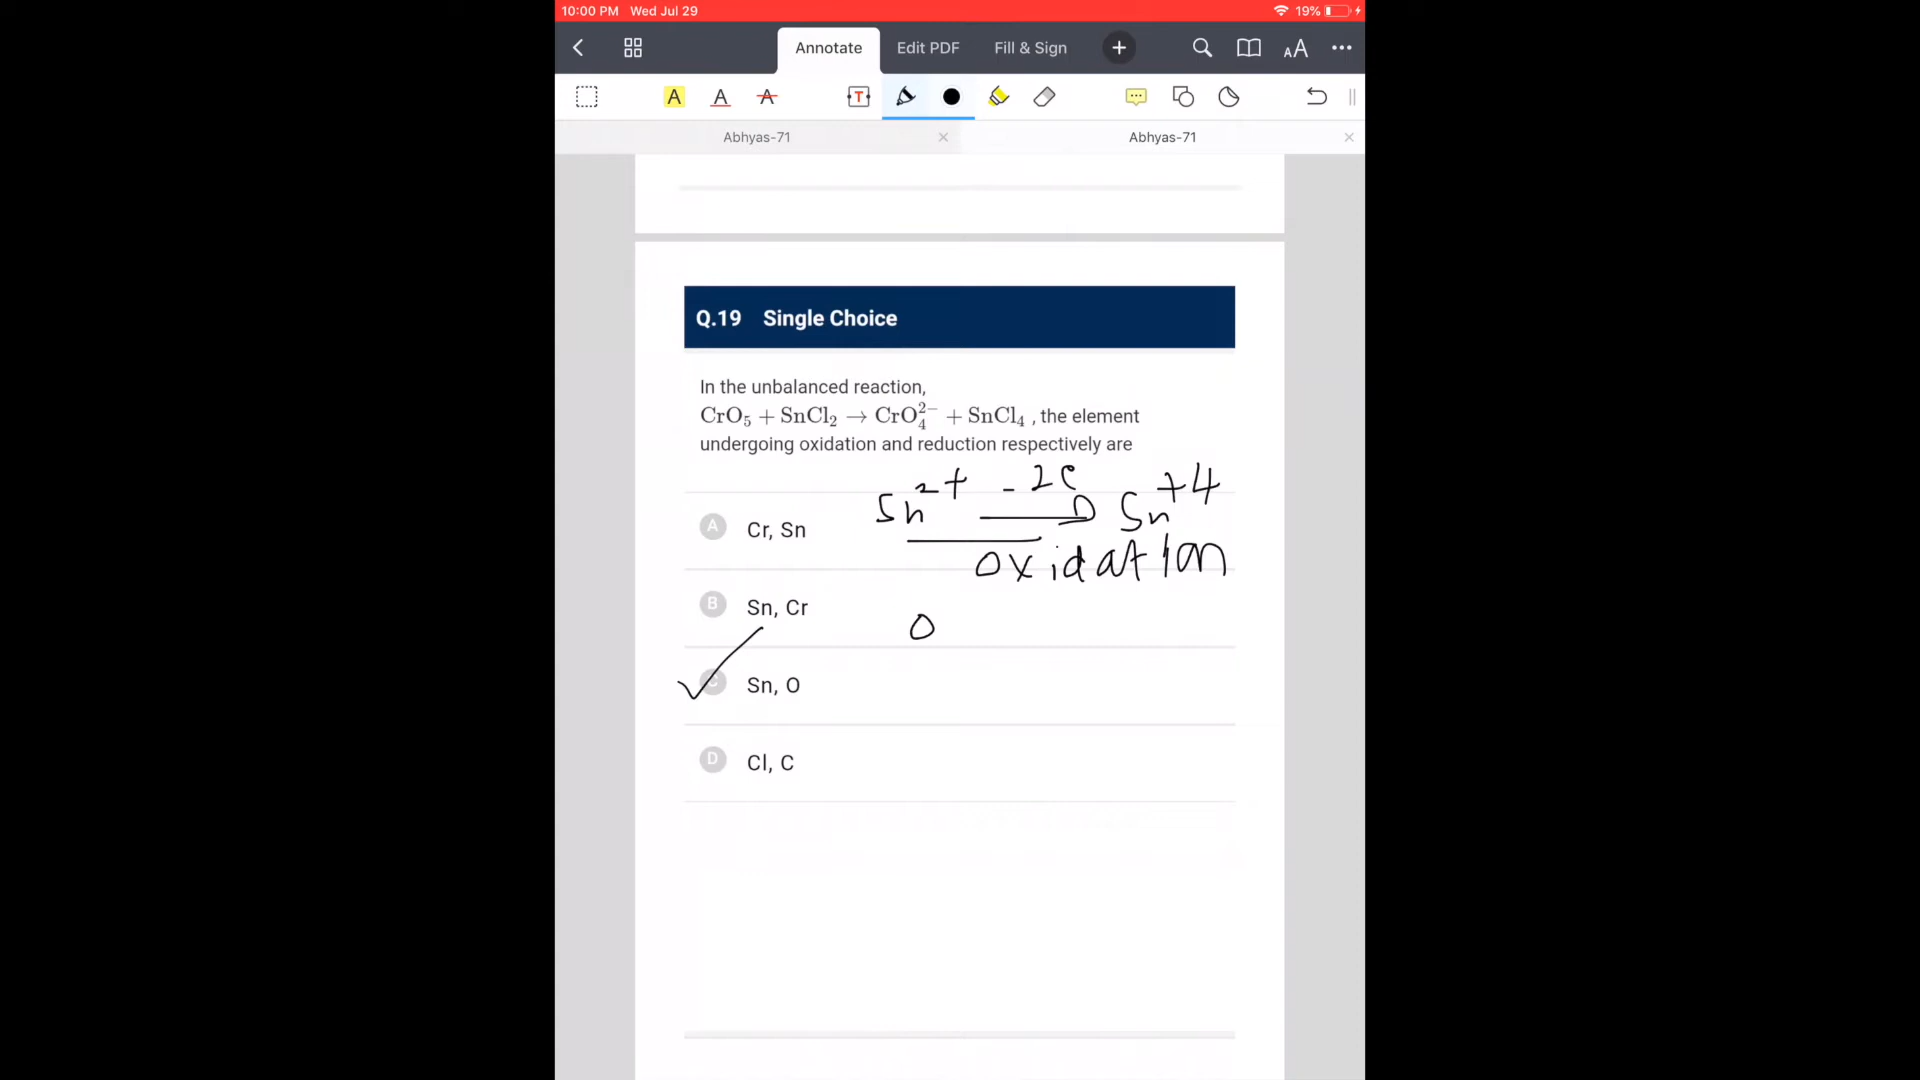 10:00 PM Wed Jul 29 19%
Annotate Edit PDF Fill & Sign
A A A T AA
Abhyas-71 Abhyas-71
Q.19 Single Choice
In the unbalanced reaction,
CrO₅ + SnCl₂ → CrO₄²⁻ + SnCl₄ , the element
undergoing oxidation and reduction respectively are
Sn²⁺ -2e → Sn⁺⁴
oxidation
A Cr, Sn
B Sn, Cr
O
C Sn, O
D Cl, C